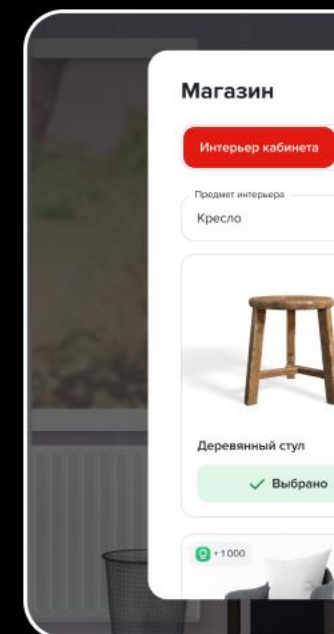 Магазин
Интерьер кабинета
Предмет интерьера
Кресло
Деревянный стул
Выбрано
+1 000